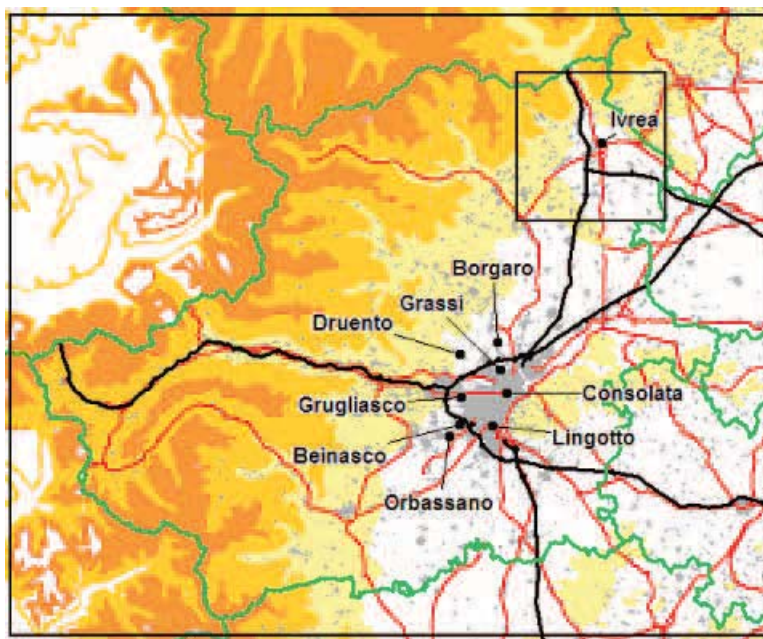 Ivrea
Borgaro
Grassi
Druento
Grugliasco
Consolata
Beinasco
Lingotto
Orbassano